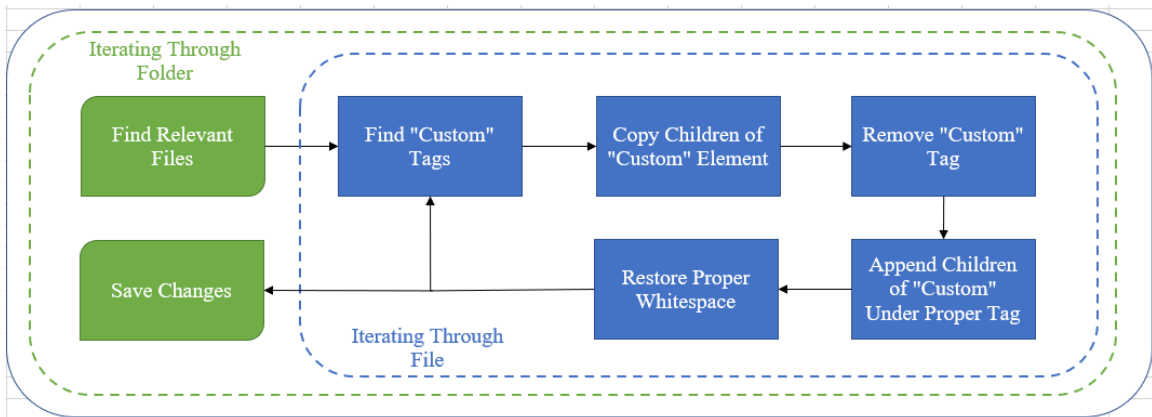 Iterating Through
Folder
Find Relevant
Files
Find "Custom"
Tags
Copy Children of
"Custom" Element
Remove "Custom"
Tag
Save Changes
Restore Proper
Whitespace
Append Children
of "Custom"
Under Proper Tag
Iterating Through
File